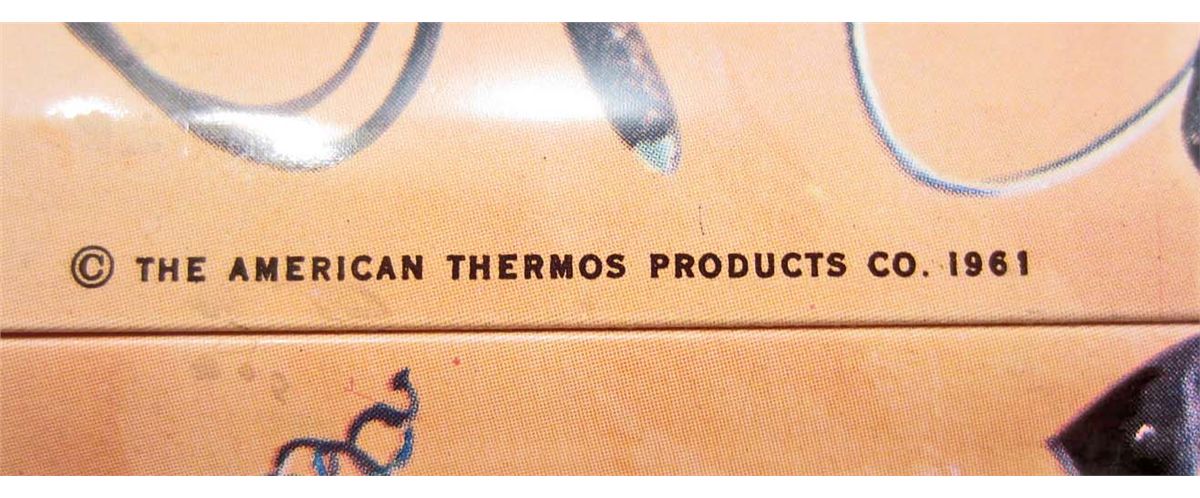 © THE AMERICAN THERMOS PRODUCTS CO. 1961